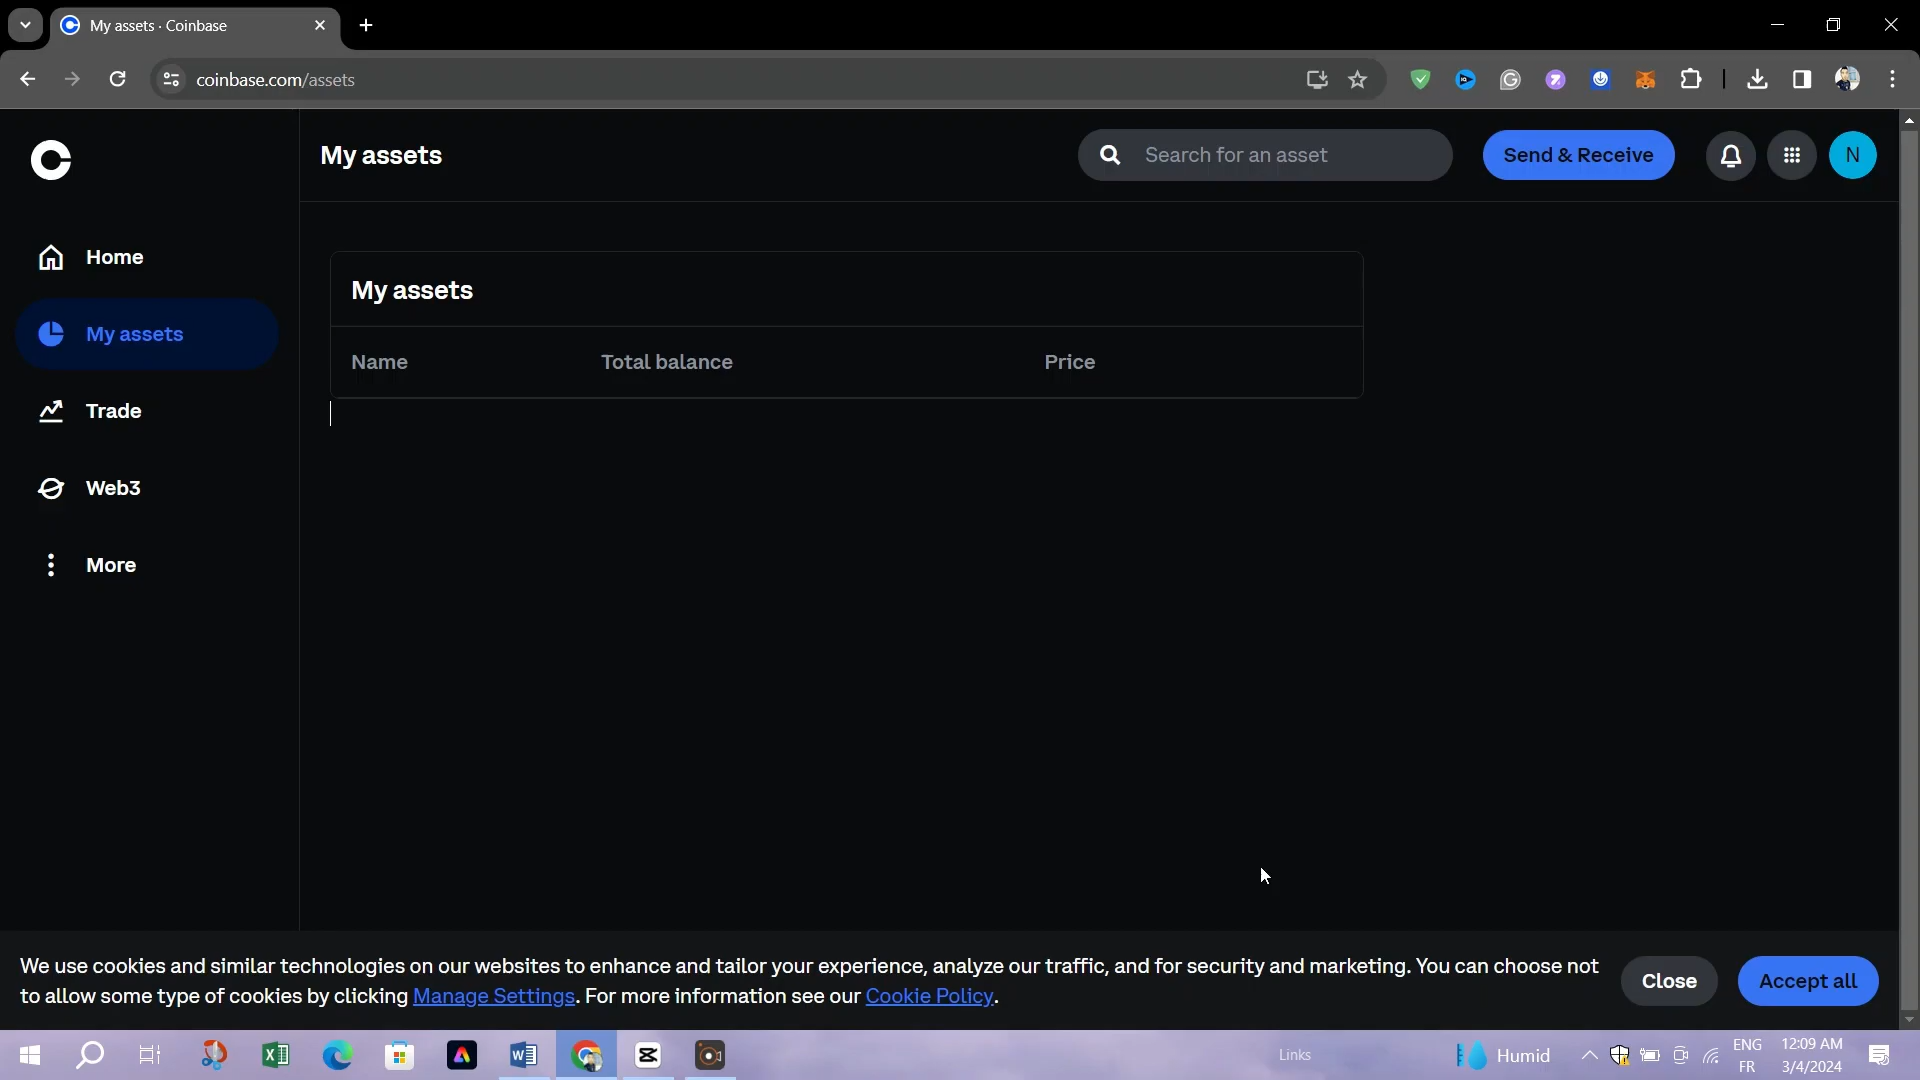 My assets · Coinbase
coinbase.com/assets
My assets
Search for an asset
Send & Receive
N
Home
My assets
Trade
Web3
More
My assets
Name Total balance Price
We use cookies and similar technologies on our websites to enhance and tailor your experience, analyze our traffic, and for security and marketing. You can choose not
to allow some type of cookies by clicking Manage Settings. For more information see our Cookie Policy.
Close
Accept all
Links
Humid
ENG
FR
12:09 AM
3/4/2024